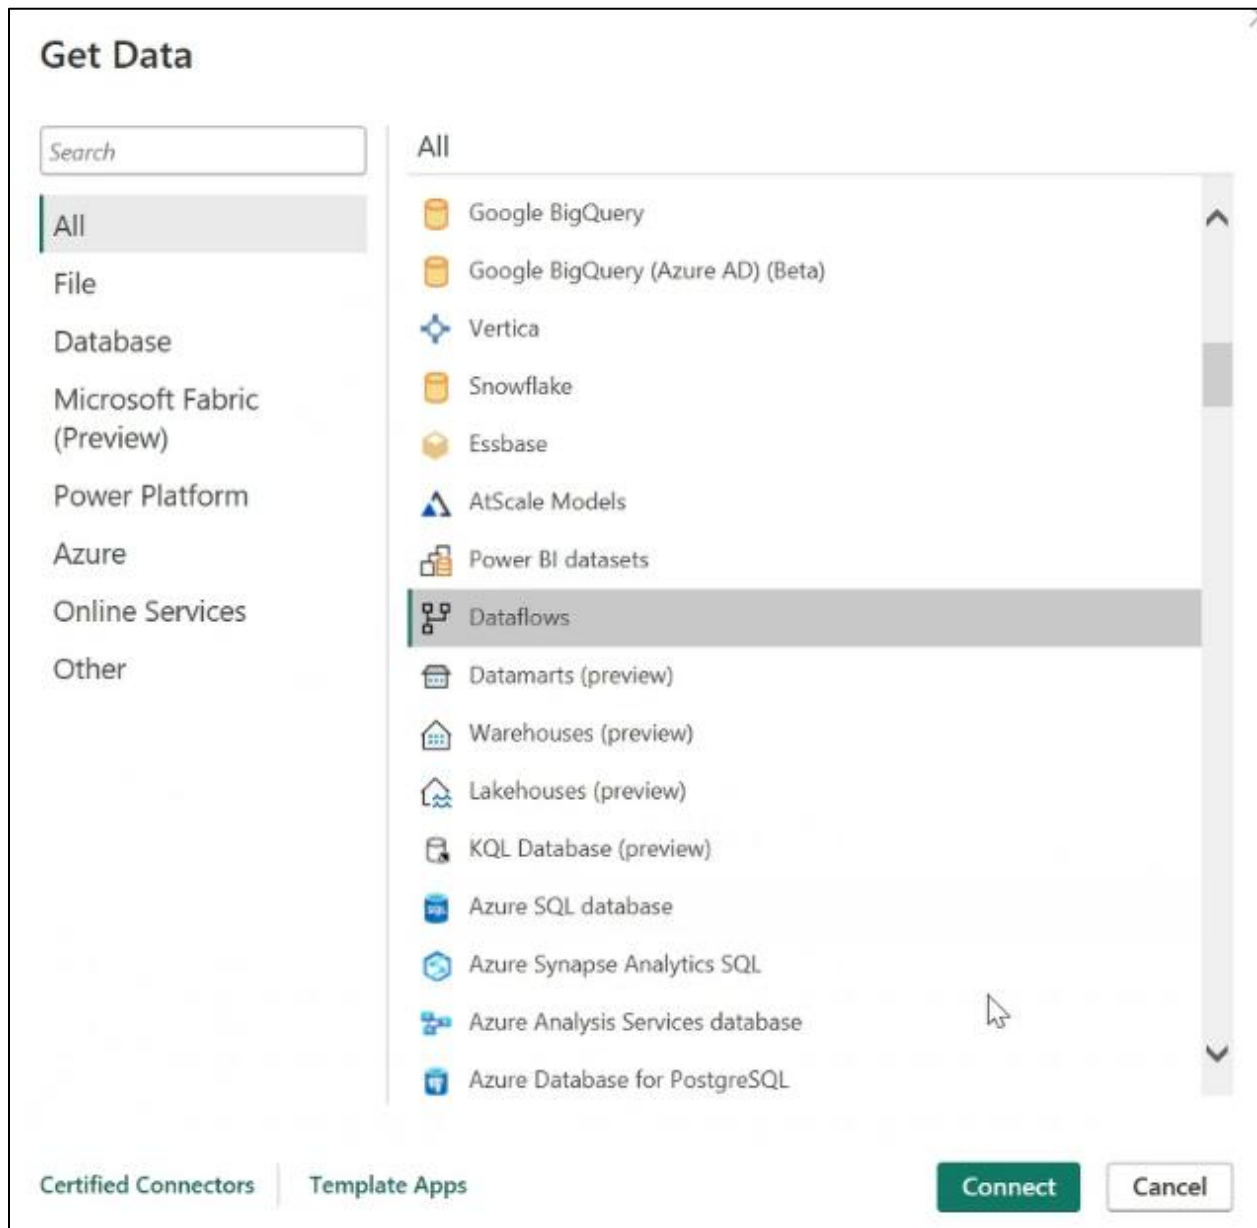 Get Data
Search
All
File
Database
Microsoft Fabric
(Preview)
Power Platform
Azure
Online Services
Other
All
Google BigQuery
Google BigQuery (Azure AD) (Beta)
Vertica
Snowflake
Essbase
AtScale Models
Power BI datasets
Dataflows
Datamarts (preview)
Warehouses (preview)
Lakehouses (preview)
KQL Database (preview)
Azure SQL database
Azure Synapse Analytics SQL
Azure Analysis Services database
Azure Database for PostgreSQL
Certified Connectors
Template Apps
Connect
Cancel